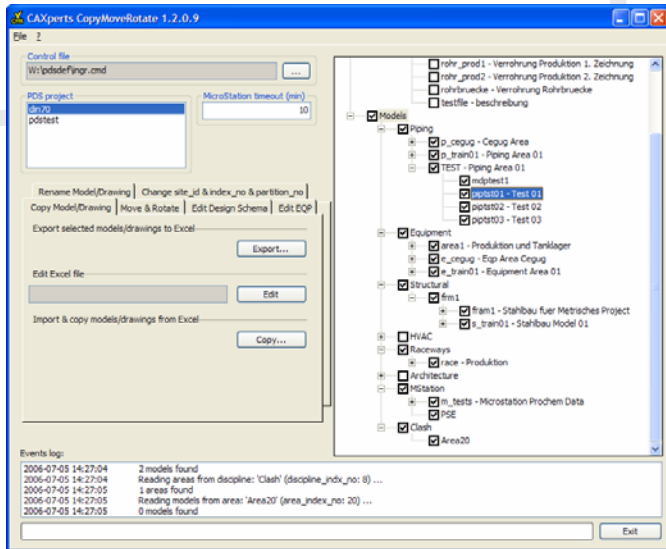 CAXperts CopyMoveRotate 1.2.0.9
File ?
Control file
W:\pdsdef\ingr.cmd
...
PDS project
din70
pdstest
MicroStation timeout (min)
10
Rename Model/Drawing
Change site_id & index_no & partition_no
Copy Model/Drawing
Move & Rotate
Edit Design Schema
Edit EQP
Export selected models/drawings to Excel
Export...
Edit Excel file
Edit
Import & copy models/drawings from Excel
Copy...
rohr_prod1 - Verrohrung Produktion 1. Zeichnung
rohr_prod2 - Verrohrung Produktion 2. Zeichnung
rohrbruecke - Verrohrung Rohrbruecke
testfile - beschreibung
Models
Piping
p_cegug - Cegug Area
p_train01 - Piping Area 01
TEST - Piping Area 01
mdptest1
piptst01 - Test 01
piptst02 - Test 02
piptst03 - Test 03
Equipment
area1 - Produktion und Tanklager
e_cegug - Eqp Area Cegug
e_train01 - Equipment Area 01
Structural
frm1
fram1 - Stahlbau fuer Metrisches Project
s_train01 - Stahlbau Model 01
HVAC
Raceways
race - Produktion
Architecture
MStation
m_tests - Microstation Prochem Data
PSE
Clash
Area20
Events log:
2006-07-05 14:27:04 2 models found
2006-07-05 14:27:04 Reading areas from discipline: 'Clash' (discipline_indx_no: 8) ...
2006-07-05 14:27:05 1 areas found
2006-07-05 14:27:05 Reading models from area: 'Area20' (area_index_no: 20) ...
2006-07-05 14:27:05 0 models found
Exit